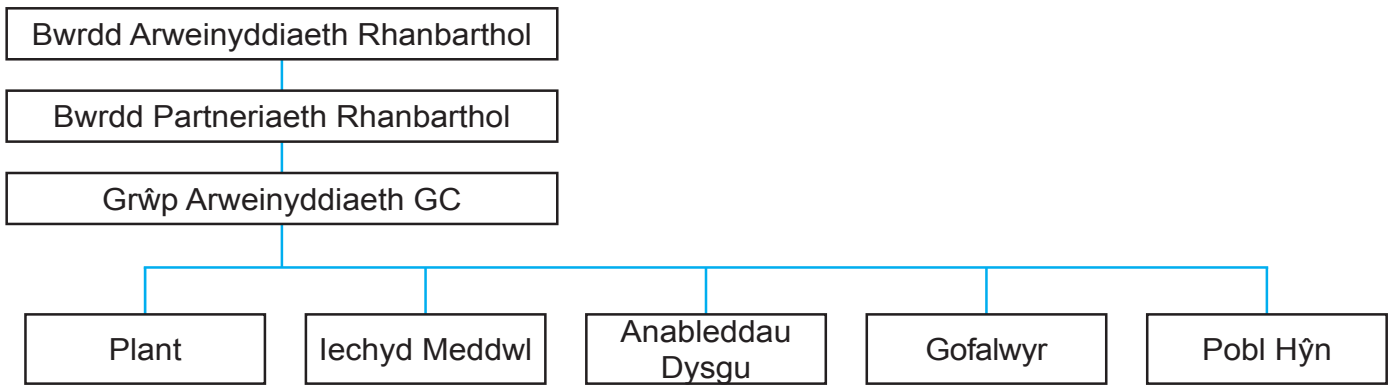 Bwrdd Arweinyddiaeth Rhanbarthol
Bwrdd Partneriaeth Rhanbarthol
Grŵp Arweinyddiaeth GC
Plant
Iechyd Meddwl
Anableddau
Dysgu
Gofalwyr
Pobl Hŷn